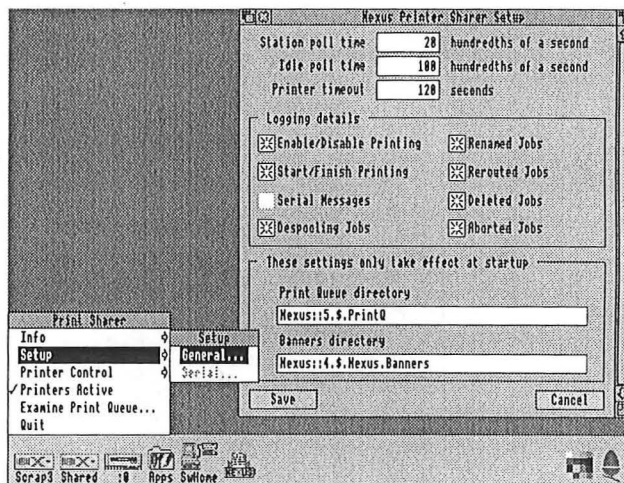 Nexus Printer Sharer Setup
Station poll time 20 hundredths of a second
Idle poll time 100 hundredths of a second
Printer timeout 120 seconds
Logging details
Enable/Disable Printing Renamed Jobs
Start/Finish Printing Rerouted Jobs
Serial Messages Deleted Jobs
Despooling Jobs Aborted Jobs
These settings only take effect at startup
Print Queue directory
Nexus::5.$.PrintQ
Banners directory
Nexus::4.$.Nexus.Banners
Save Cancel
Print Sharer
Info
Setup
Printer Control
Printers Active
Examine Print Queue...
Quit
Setup
General...
Serial...
Scrap3 Shared :0 Apps SwHome NEXUS